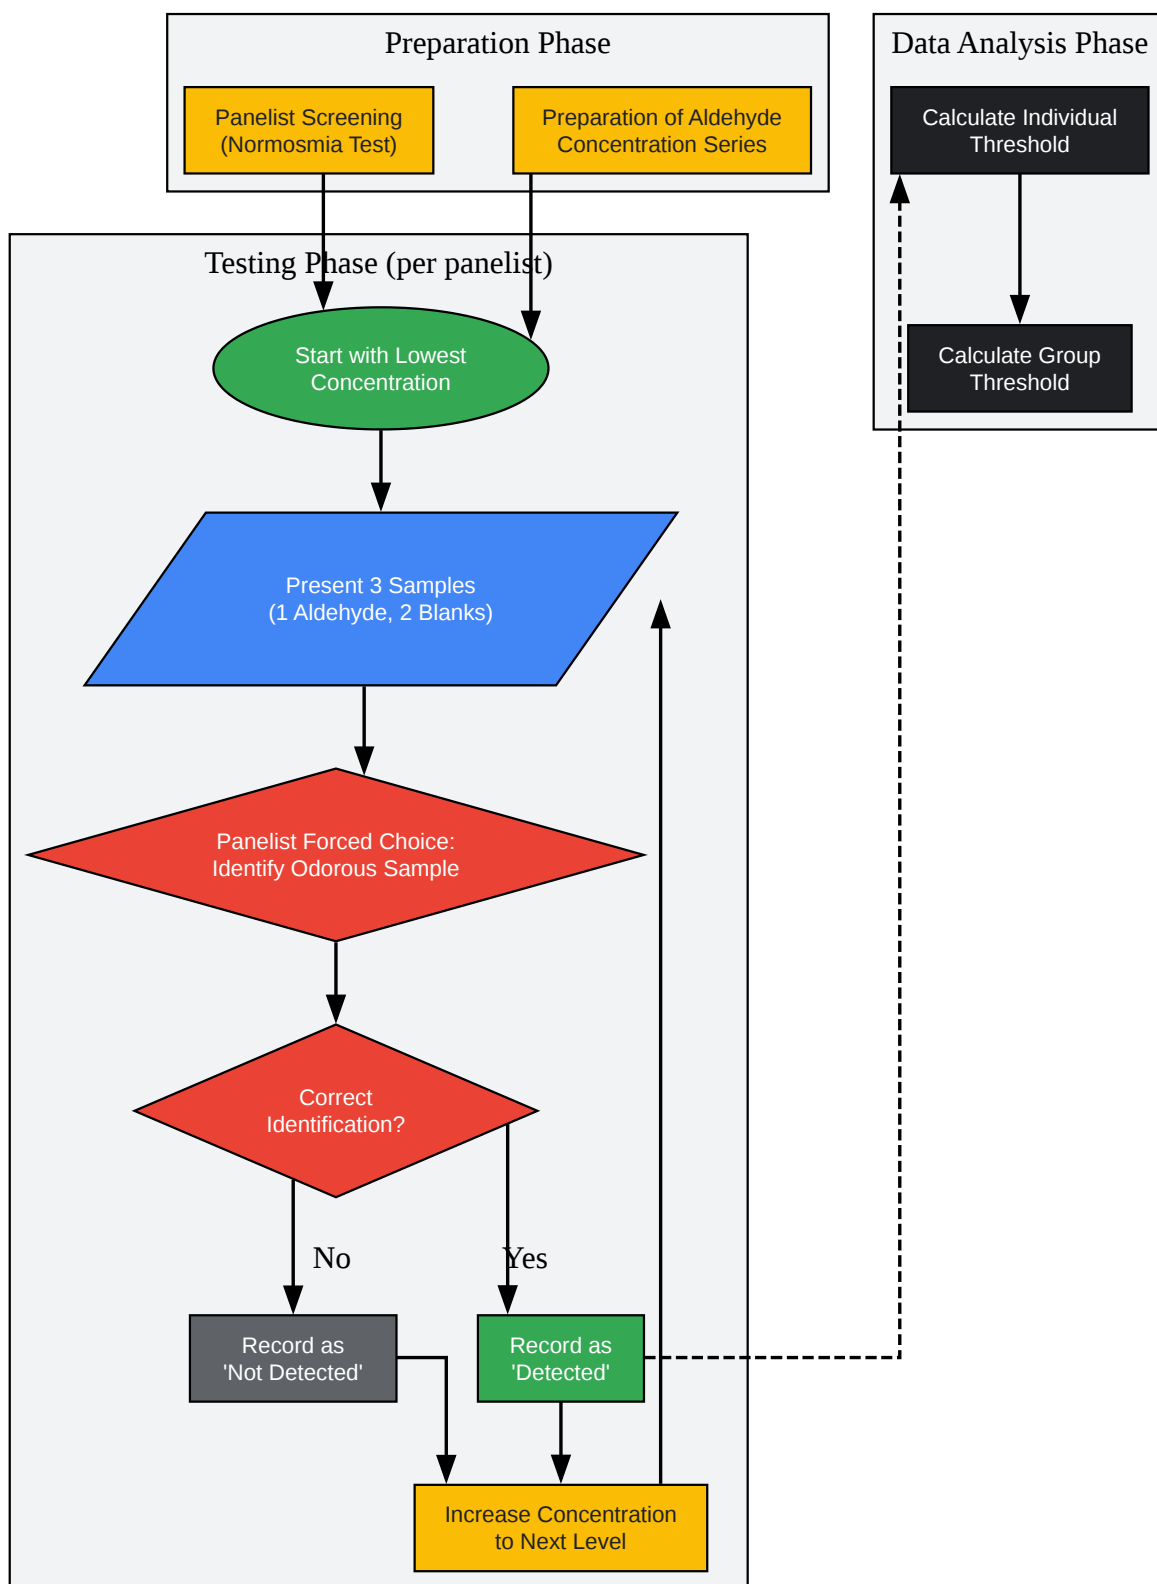 Preparation Phase
Panelist Screening
(Normosmia Test)
Preparation of Aldehyde
Concentration Series
Data Analysis Phase
Calculate Individual
Threshold
Calculate Group
Threshold
Testing Phase (per panelist)
Start with Lowest
Concentration
Present 3 Samples
(1 Aldehyde, 2 Blanks)
Panelist Forced Choice:
Identify Odorous Sample
Correct
Identification?
No
Yes
Record as
'Not Detected'
Record as
'Detected'
Increase Concentration
to Next Level